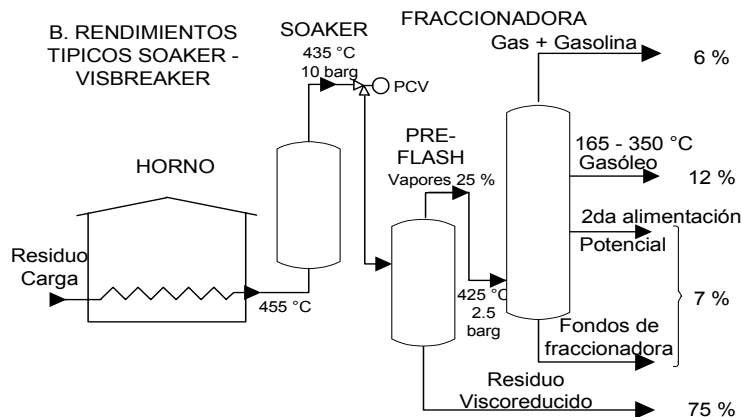 B. RENDIMIENTOS
TIPICOS SOAKER -
VISBREAKER
SOAKER
435 °C
10 barg
PCV
FRACCIONADORA
Gas + Gasolina
6 %
HORNO
PRE-
FLASH
Vapores 25 %
165 - 350 °C
Gasóleo
12 %
2da alimentación
Potencial
Residuo
Carga
455 °C
425 °C
2.5
barg
7 %
Fondos de
fraccionadora
Residuo
Viscoreducido
75 %